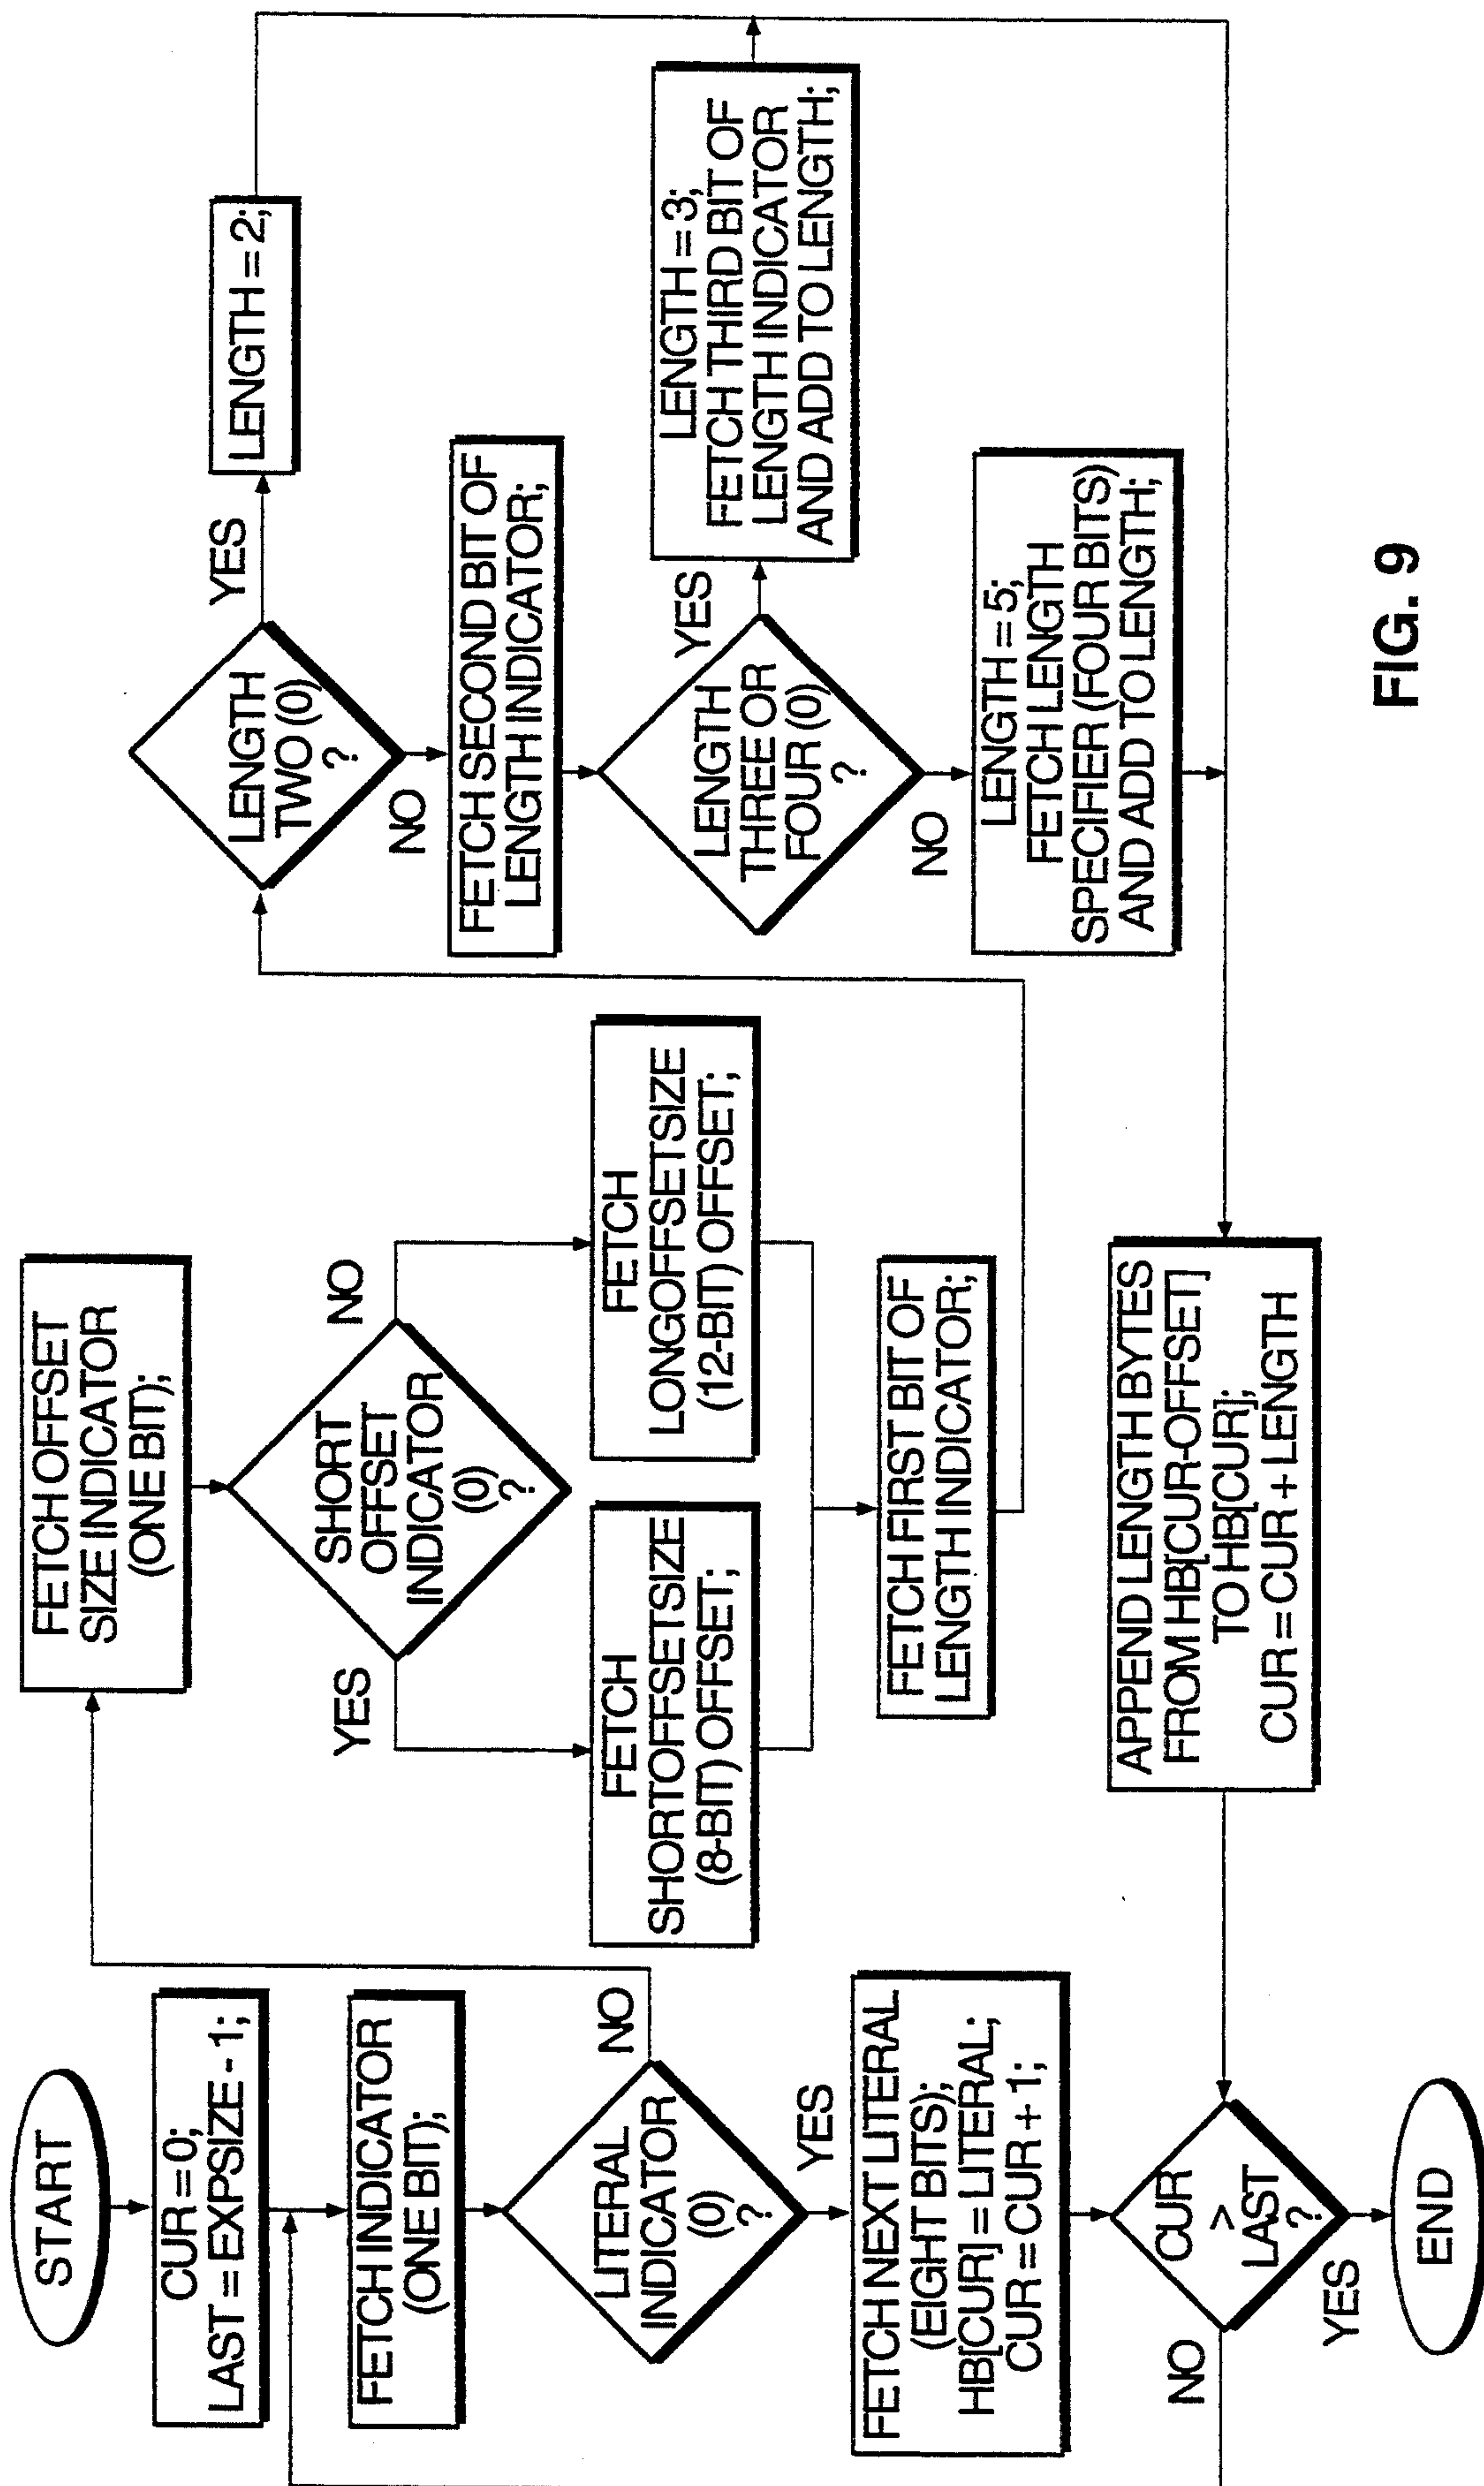 START
CUR = 0;
LAST = EXPSIZE - 1;
FETCH INDICATOR
(ONE BIT);
LITERAL
INDICATOR
(0)
?
NO
YES
FETCH NEXT LITERAL
(EIGHT BITS);
HB[CUR] = LITERAL;
CUR = CUR + 1;
CUR
>
LAST
?
NO
YES
END
FETCH OFFSET
SIZE INDICATOR
(ONE BIT);
SHORT
OFFSET
INDICATOR
(0)
?
YES
NO
FETCH
SHORTOFFSETSIZE
(8-BIT) OFFSET;
FETCH
LONGOFFSETSIZE
(12-BIT) OFFSET;
FETCH FIRST BIT OF
LENGTH INDICATOR;
APPEND LENGTH BYTES
FROM HB[CUR-OFFSET]
TO HB[CUR];
CUR = CUR + LENGTH
LENGTH
TWO (0)
?
YES
NO
LENGTH = 2;
FETCH SECOND BIT OF
LENGTH INDICATOR;
LENGTH
THREE OR
FOUR (0)
?
YES
NO
LENGTH = 3;
FETCH THIRD BIT OF
LENGTH INDICATOR
AND ADD TO LENGTH;
LENGTH = 5;
FETCH LENGTH
SPECIFIER (FOUR BITS)
AND ADD TO LENGTH;
FIG. 9